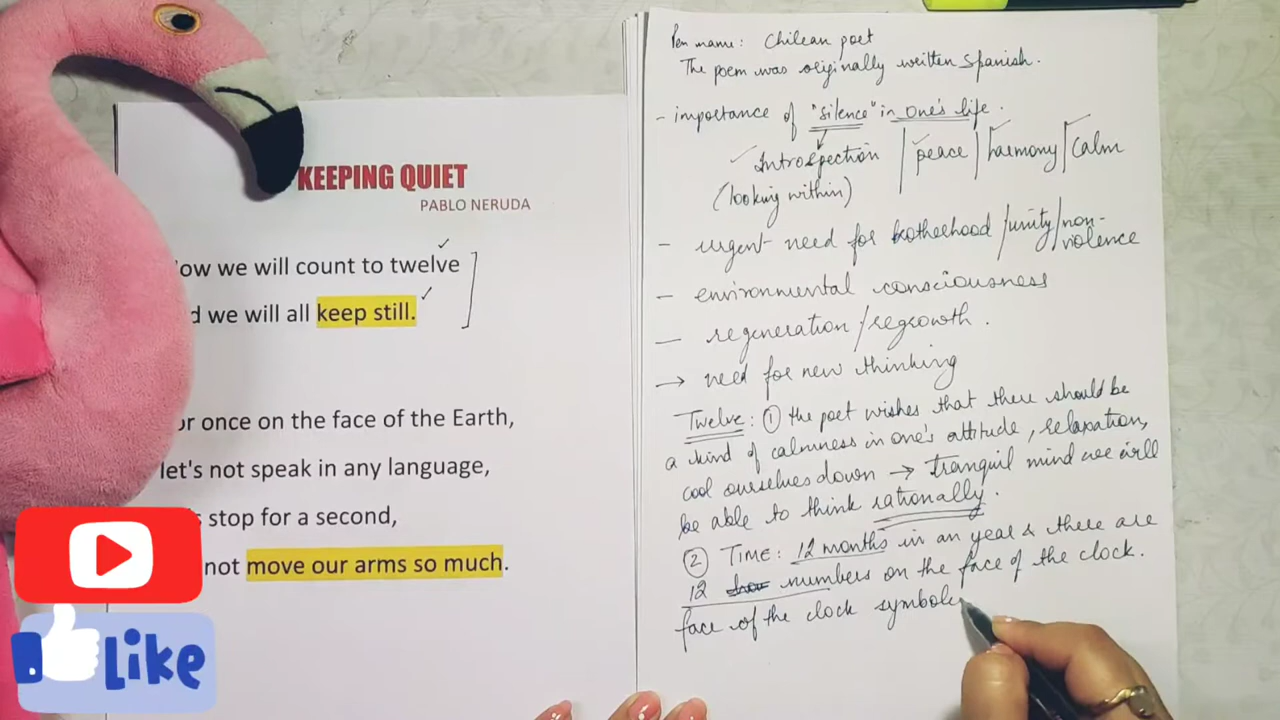 KEEPING QUIET
PABLO NERUDA
ow we will count to twelve
d we will all keep still.
or once on the face of the Earth,
let's not speak in any language,
s stop for a second,
not move our arms so much.
Like
Pen name: Chilean poet
The poem was originally written Spanish.
- importance of "silence" in one's life.
Introspection | peace | harmony | calm
(looking within)
- urgent need for brotherhood /unity/non-
violence
- environmental consciousness
- regeneration/regrowth.
→ need for new thinking
Twelve: ① the poet wishes that there should be
a kind of calmness in one's attitude, relaxation,
cool ourselves down → tranquil mind we will
be able to think rationally.
② TIME: 12 months in an year & there are
12 numbers on the face of the clock.
face of the clock symbole